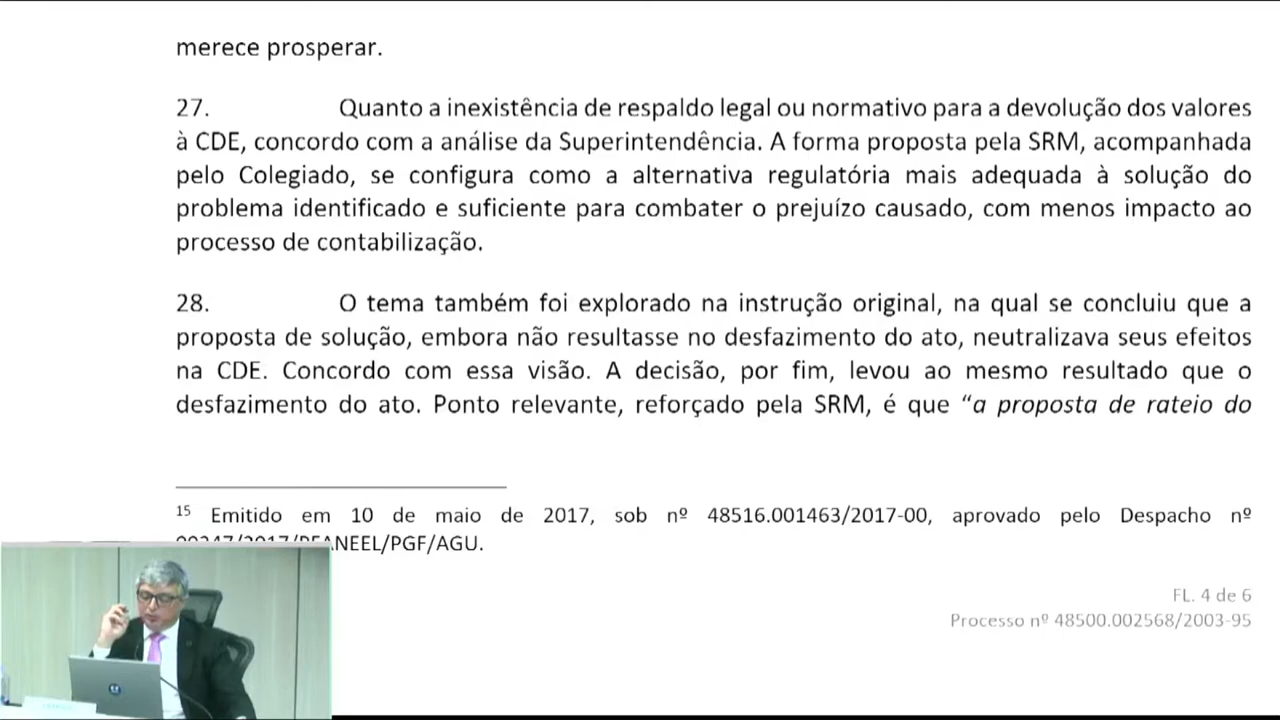 merece prosperar.
27. Quanto a inexistência de respaldo legal ou normativo para a devolução dos valores
à CDE, concordo com a análise da Superintendência. A forma proposta pela SRM, acompanhada
pelo Colegiado, se configura como a alternativa regulatória mais adequada à solução do
problema identificado e suficiente para combater o prejuízo causado, com menos impacto ao
processo de contabilização.
28. O tema também foi explorado na instrução original, na qual se concluiu que a
proposta de solução, embora não resultasse no desfazimento do ato, neutralizava seus efeitos
na CDE. Concordo com essa visão. A decisão, por fim, levou ao mesmo resultado que o
desfazimento do ato. Ponto relevante, reforçado pela SRM, é que “a proposta de rateio do
15 Emitido em 10 de maio de 2017, sob nº 48516.001463/2017-00, aprovado pelo Despacho nº
ANEEL/PGF/AGU.
FL. 4 de 6
Processo nº 48500.002568/2003-95